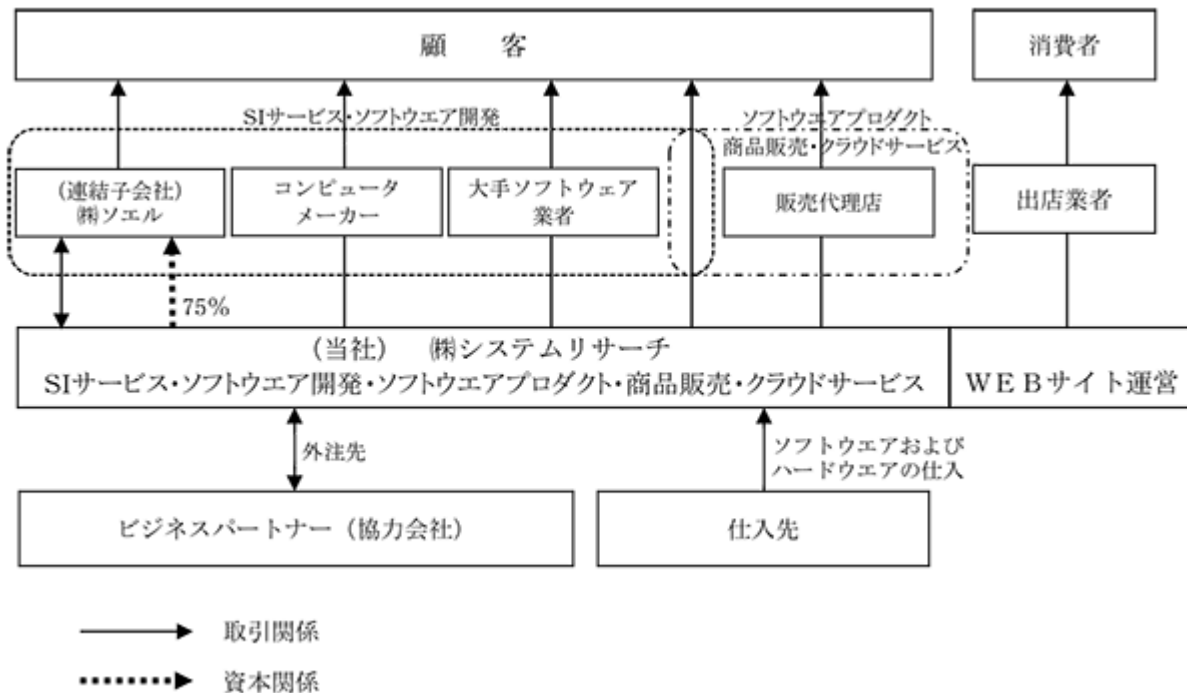 顧　　客
消費者
SIサービス・ソフトウエア開発
ソフトウエアプロダクト
商品販売・クラウドサービス
(連結子会社)
㈱ソエル
コンピュータ
メーカー
大手ソフトウェア
業者
販売代理店
出店業者
75%
(当社)　㈱システムリサーチ
SIサービス・ソフトウエア開発・ソフトウエアプロダクト・商品販売・クラウドサービス
WEBサイト運営
外注先
ソフトウエアおよび
ハードウエアの仕入
ビジネスパートナー（協力会社）
仕入先
取引関係
資本関係